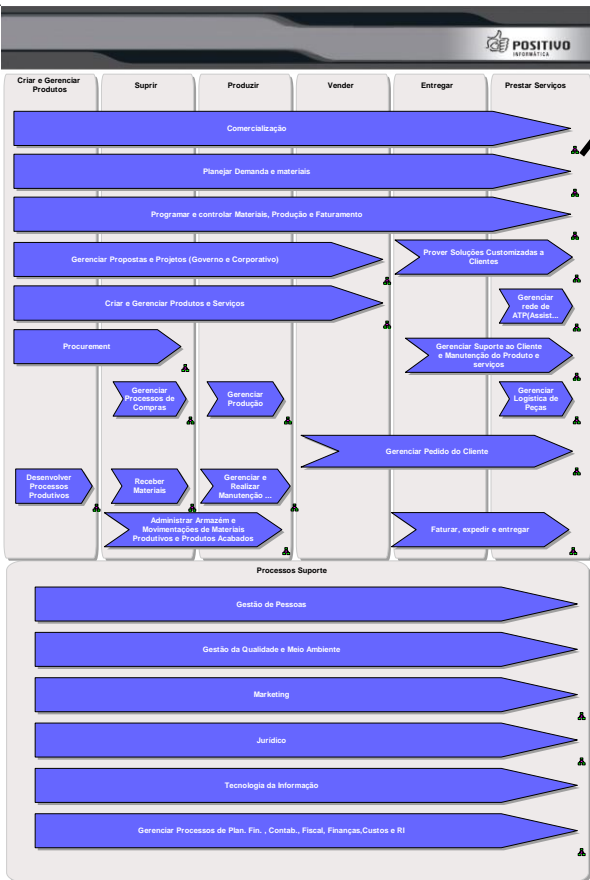 POSITIVO
INFORMÁTICA
Criar e Gerenciar
Produtos
Suprir
Produzir
Vender
Entregar
Prestar Serviços
Comercialização
Planejar Demanda e materiais
Programar e controlar Materiais, Produção e Faturamento
Gerenciar Propostas e Projetos (Governo e Corporativo)
Prover Soluções Customizadas a
Clientes
Criar e Gerenciar Produtos e Serviços
Gerenciar
rede de
ATP(Assist...
Procurement
Gerenciar Suporte ao Cliente
e Manutenção do Produto e
serviços
Gerenciar
Processos de
Compras
Gerenciar
Produção
Gerenciar
Logística de
Peças
Gerenciar Pedido do Cliente
Desenvolver
Processos
Produtivos
Receber
Materiais
Gerenciar e
Realizar
Manutenção ...
Administrar Armazém e
Movimentações de Materiais
Produtivos e Produtos Acabados
Faturar, expedir e entregar
Processos Suporte
Gestão de Pessoas
Gestão da Qualidade e Meio Ambiente
Marketing
Jurídico
Tecnologia da Informação
Gerenciar Processos de Plan. Fin. , Contab., Fiscal, Finanças,Custos e RI